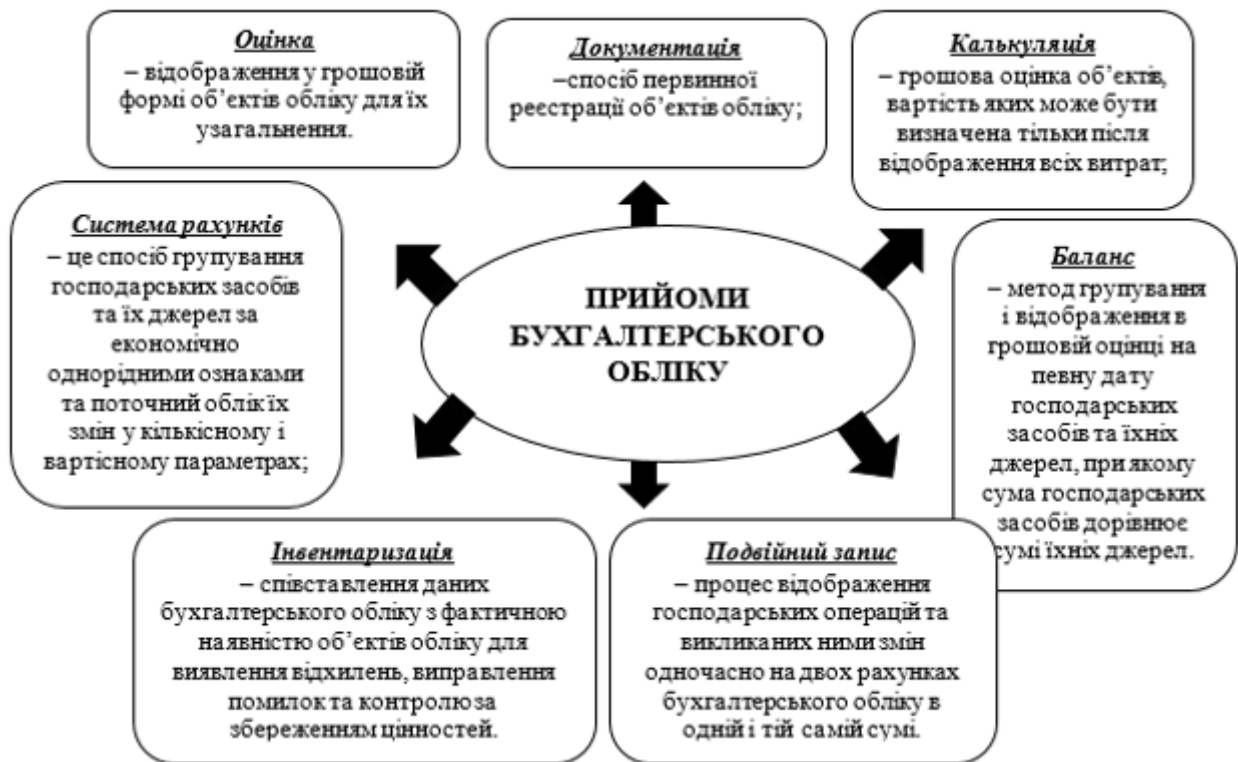 Оцінка
– відображення у грошовій
формі об’єктів обліку для їх
узагальнення.
Документація
–спосіб первинної
реєстрації об’єктів обліку;
Калькуляція
– грошова оцінка об’єктів,
вартість яких може бути
визначена тільки після
відображення всіх витрат;
Система рахунків
– це спосіб групування
господарських засобів
та їх джерел за
економічно
однорідними ознаками
та поточний облік їх
змін у кількісному і
вартісному параметрах;
ПРИЙОМИ
БУХГАЛТЕРСЬКОГО
ОБЛІКУ
Баланс
– метод групування
і відображення в
грошовій оцінці на
певну дату
господарських
засобів та їхніх
джерел, при якому
сума господарських
засобів дорівнює
сумі їхніх джерел.
Інвентаризація
– співставлення даних
бухгалтерського обліку з фактичною
наявністю об’єктів обліку для
виявлення відхилень, виправлення
помилок та контролю за
збереженням цінностей.
Подвійний запис
– процес відображення
господарських операцій та
викликаних ними змін
одночасно на двох рахунках
бухгалтерського обліку в
одній і тій самій сумі.